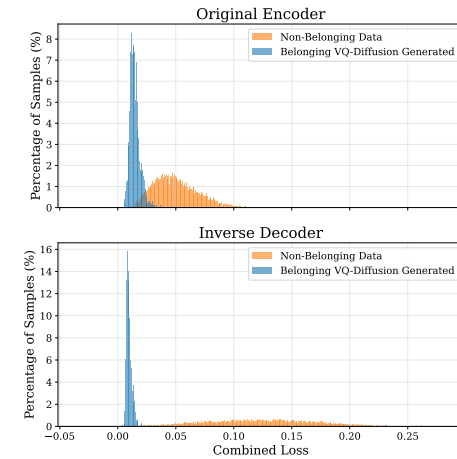 Original Encoder
Percentage of Samples (%)
8
7
6
5
4
3
2
1
0
Non-Belonging Data
Belonging VQ-Diffusion Generated
Inverse Decoder
Percentage of Samples (%)
16
14
12
10
8
6
4
2
0
Non-Belonging Data
Belonging VQ-Diffusion Generated
−0.05 0.00 0.05 0.10 0.15 0.20 0.25
Combined Loss